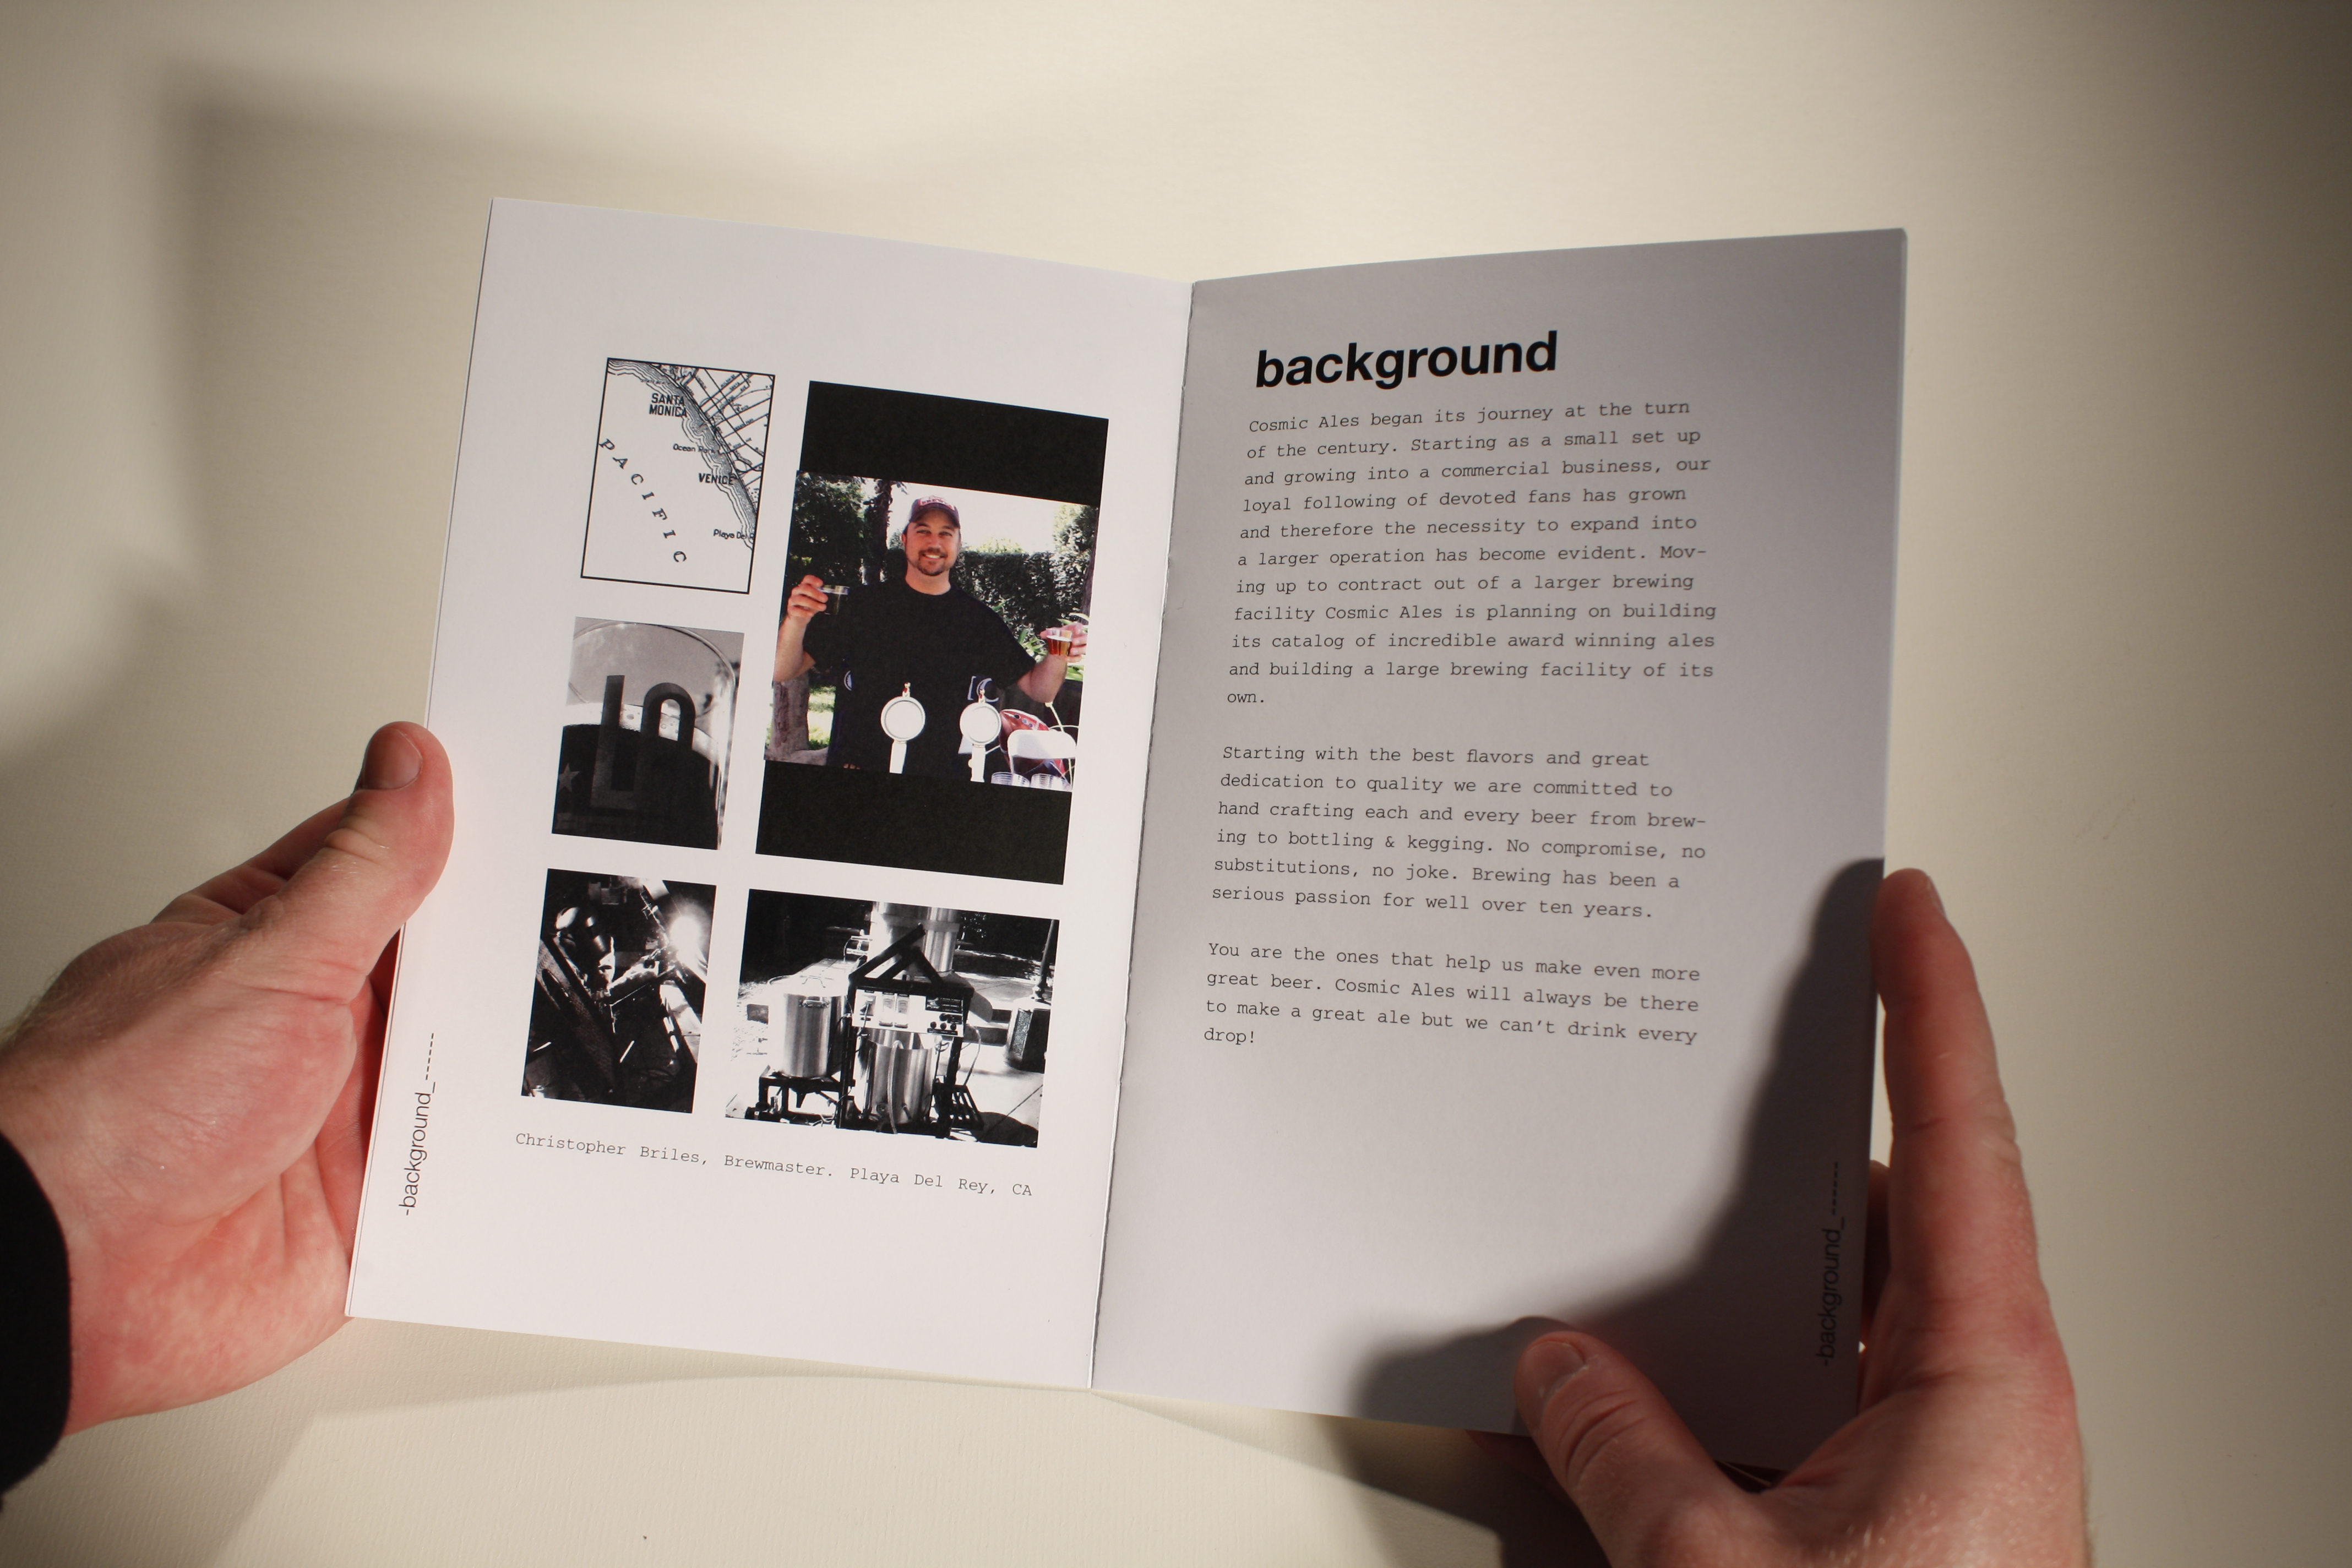 SANTA
MONICA
Ocean Park
VENICE
PACIFIC
Playa Del
Christopher Briles, Brewmaster. Playa Del Rey, CA
-background_------
background
Cosmic Ales began its journey at the turn
of the century. Starting as a small set up
and growing into a commercial business, our
loyal following of devoted fans has grown
and therefore the necessity to expand into
a larger operation has become evident. Mov-
ing up to contract out of a larger brewing
facility Cosmic Ales is planning on building
its catalog of incredible award winning ales
and building a large brewing facility of its
own.
Starting with the best flavors and great
dedication to quality we are committed to
hand crafting each and every beer from brew-
ing to bottling & kegging. No compromise, no
substitutions, no joke. Brewing has been a
serious passion for well over ten years.
You are the ones that help us make even more
great beer. Cosmic Ales will always be there
to make a great ale but we can't drink every
drop!
-background_------